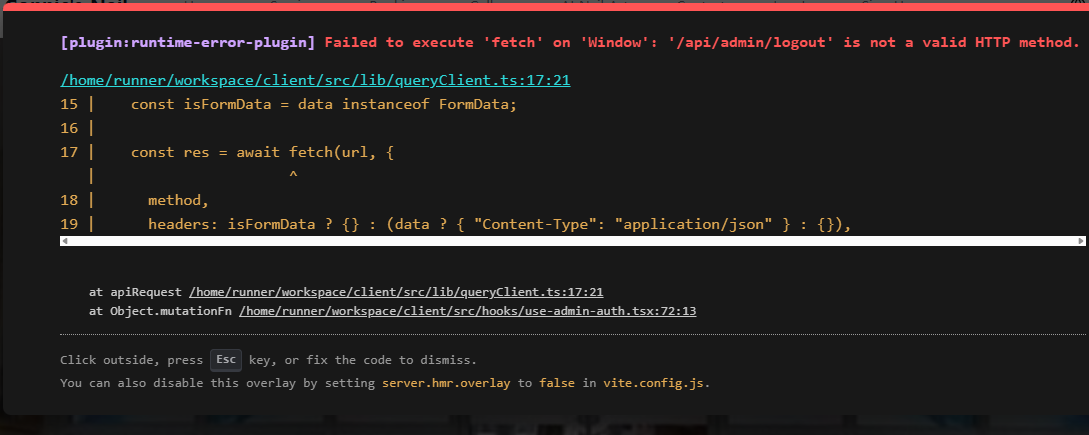 [plugin:runtime-error-plugin] Failed to execute 'fetch' on 'Window': '/api/admin/logout' is not a valid HTTP method.
/home/runner/workspace/client/src/lib/queryClient.ts:17:21
15 |    const isFormData = data instanceof FormData;
16 |
17 |    const res = await fetch(url, {
   |                      ^
18 |      method,
19 |      headers: isFormData ? {} : (data ? { "Content-Type": "application/json" } : {}),
at apiRequest /home/runner/workspace/client/src/lib/queryClient.ts:17:21
at Object.mutationFn /home/runner/workspace/client/src/hooks/use-admin-auth.tsx:72:13
Click outside, press Esc key, or fix the code to dismiss.
You can also disable this overlay by setting server.hmr.overlay to false in vite.config.js.